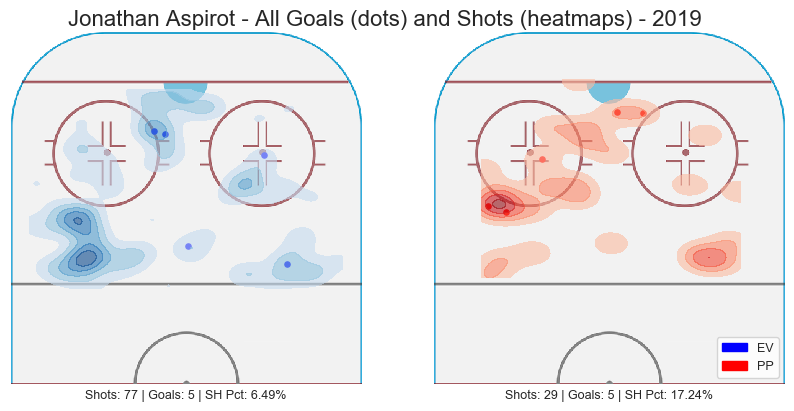 Jonathan Aspirot - All Goals (dots) and Shots (heatmaps) - 2019
EV
PP
Shots: 77 | Goals: 5 | SH Pct: 6.49%
Shots: 29 | Goals: 5 | SH Pct: 17.24%